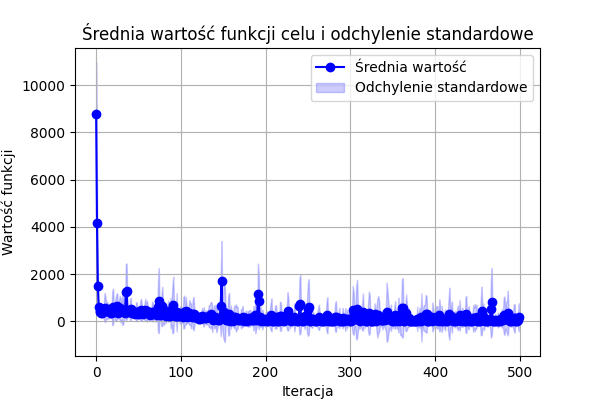 Średnia wartość funkcji celu i odchylenie standardowe
Średnia wartość
Odchylenie standardowe
Wartość funkcji
10000
8000
6000
4000
2000
0
0 100 200 300 400 500
Iteracja